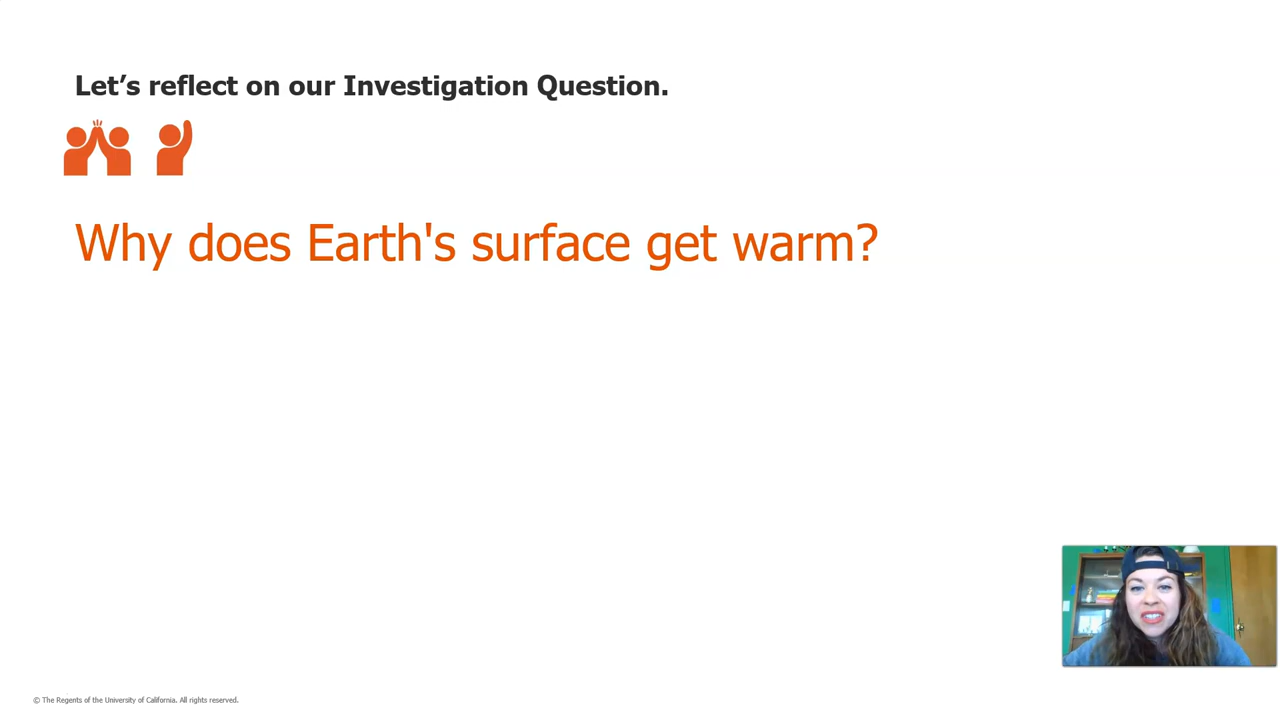 Let’s reflect on our Investigation Question.
Why does Earth's surface get warm?
© The Regents of the University of California. All rights reserved.